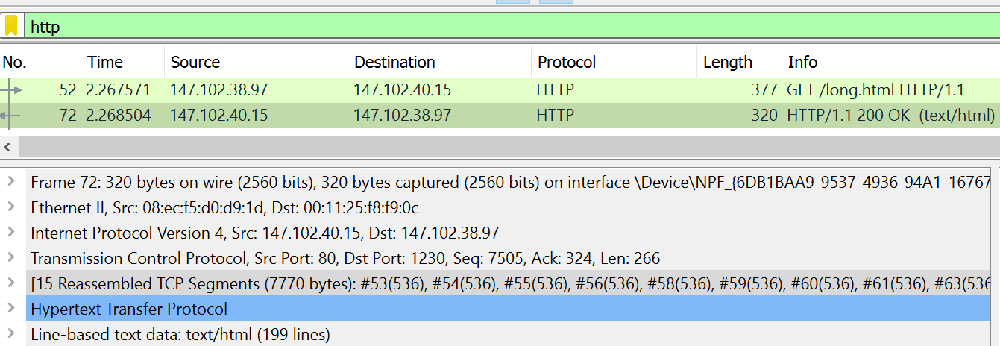 http
No. Time Source Destination Protocol Length Info
52 2.267571 147.102.38.97 147.102.40.15 HTTP 377 GET /long.html HTTP/1.1
72 2.268504 147.102.40.15 147.102.38.97 HTTP 320 HTTP/1.1 200 OK (text/html)
Frame 72: 320 bytes on wire (2560 bits), 320 bytes captured (2560 bits) on interface \Device\NPF_{6DB1BAA9-9537-4936-94A1-16767
Ethernet II, Src: 08:ec:f5:d0:d9:1d, Dst: 00:11:25:f8:f9:0c
Internet Protocol Version 4, Src: 147.102.40.15, Dst: 147.102.38.97
Transmission Control Protocol, Src Port: 80, Dst Port: 1230, Seq: 7505, Ack: 324, Len: 266
[15 Reassembled TCP Segments (7770 bytes): #53(536), #54(536), #55(536), #56(536), #58(536), #59(536), #60(536), #61(536), #63(536
Hypertext Transfer Protocol
Line-based text data: text/html (199 lines)